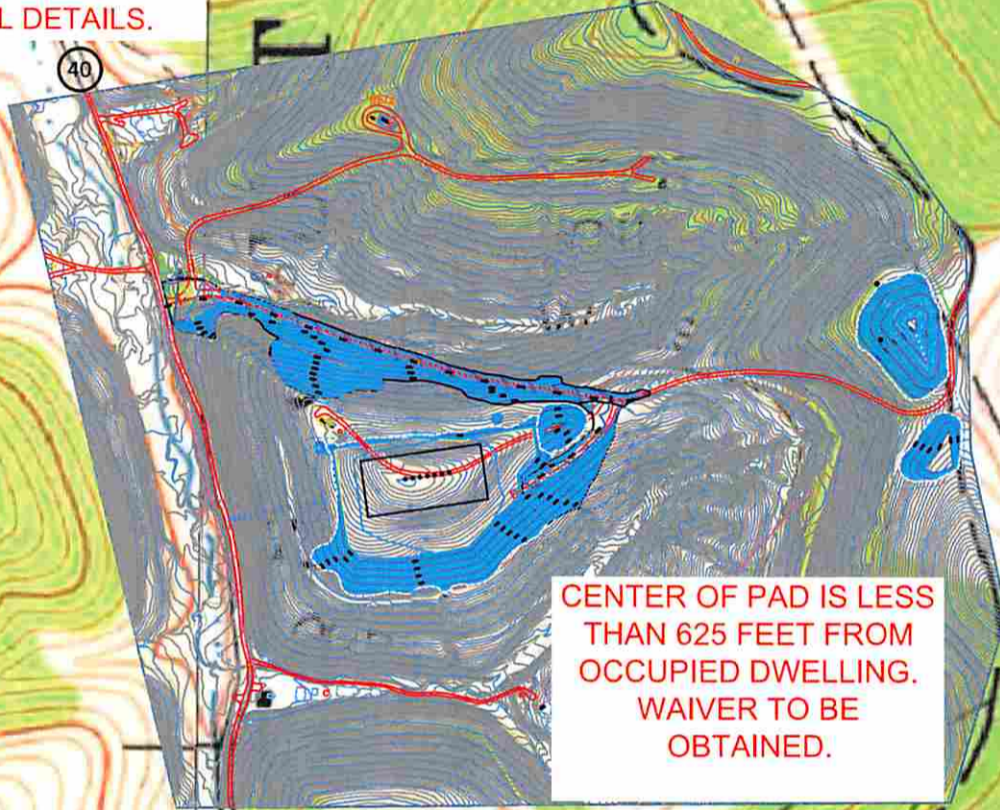 L DETAILS.
40
T
CENTER OF PAD IS LESS
THAN 625 FEET FROM
OCCUPIED DWELLING.
WAIVER TO BE
OBTAINED.